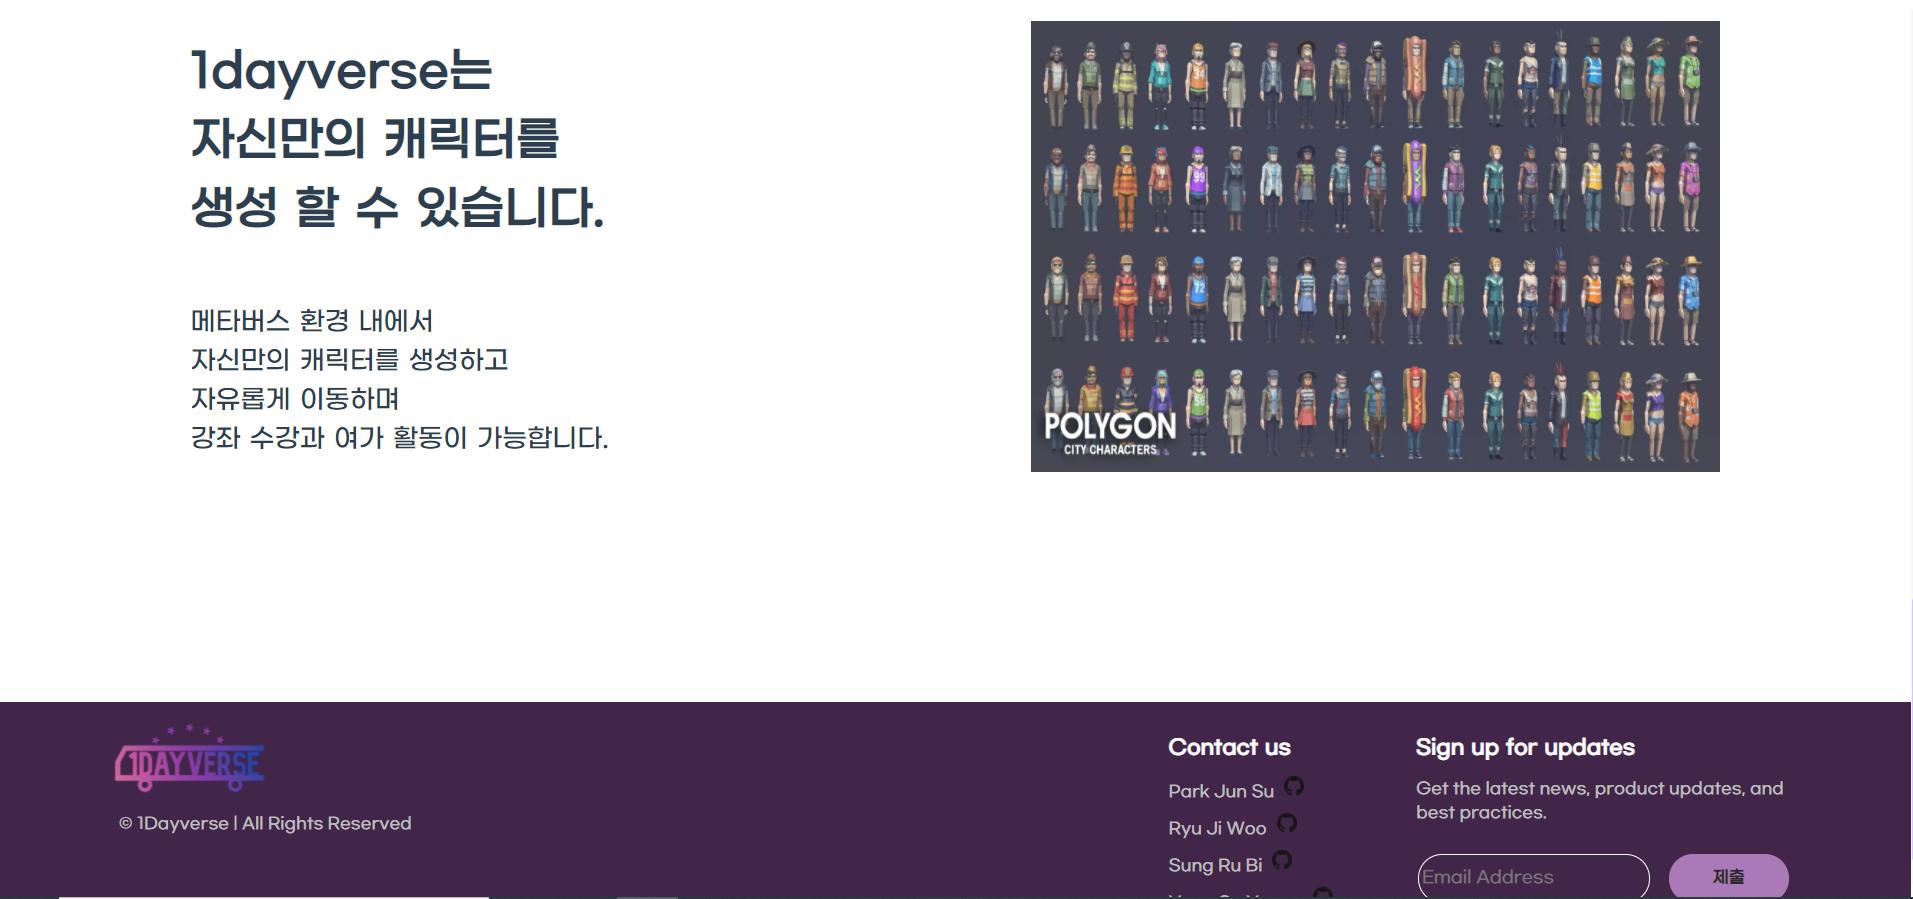 1dayverse는
자신만의 캐릭터를
생성 할 수 있습니다.
메타버스 환경 내에서
자신만의 캐릭터를 생성하고
자유롭게 이동하며
강좌 수강과 여가 활동이 가능합니다.
34
99
72
58
POLYGON
CITY CHARACTERS
1DAYVERSE
© 1Dayverse | All Rights Reserved
Contact us
Park Jun Su
Ryu Ji Woo
Sung Ru Bi
Sign up for updates
Get the latest news, product updates, and
best practices.
Email Address
제출